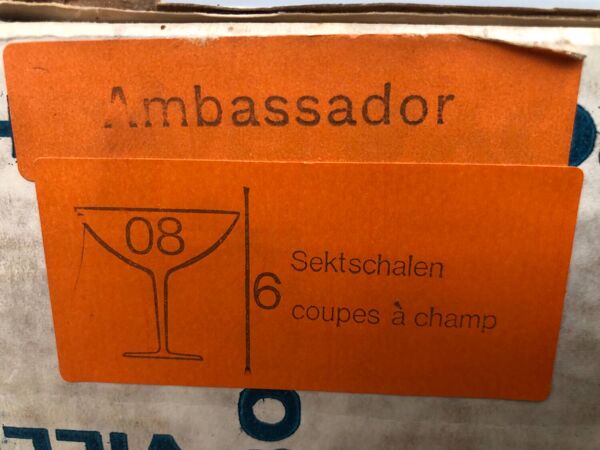 Ambassador
08
6
Sektschalen
coupes à champ